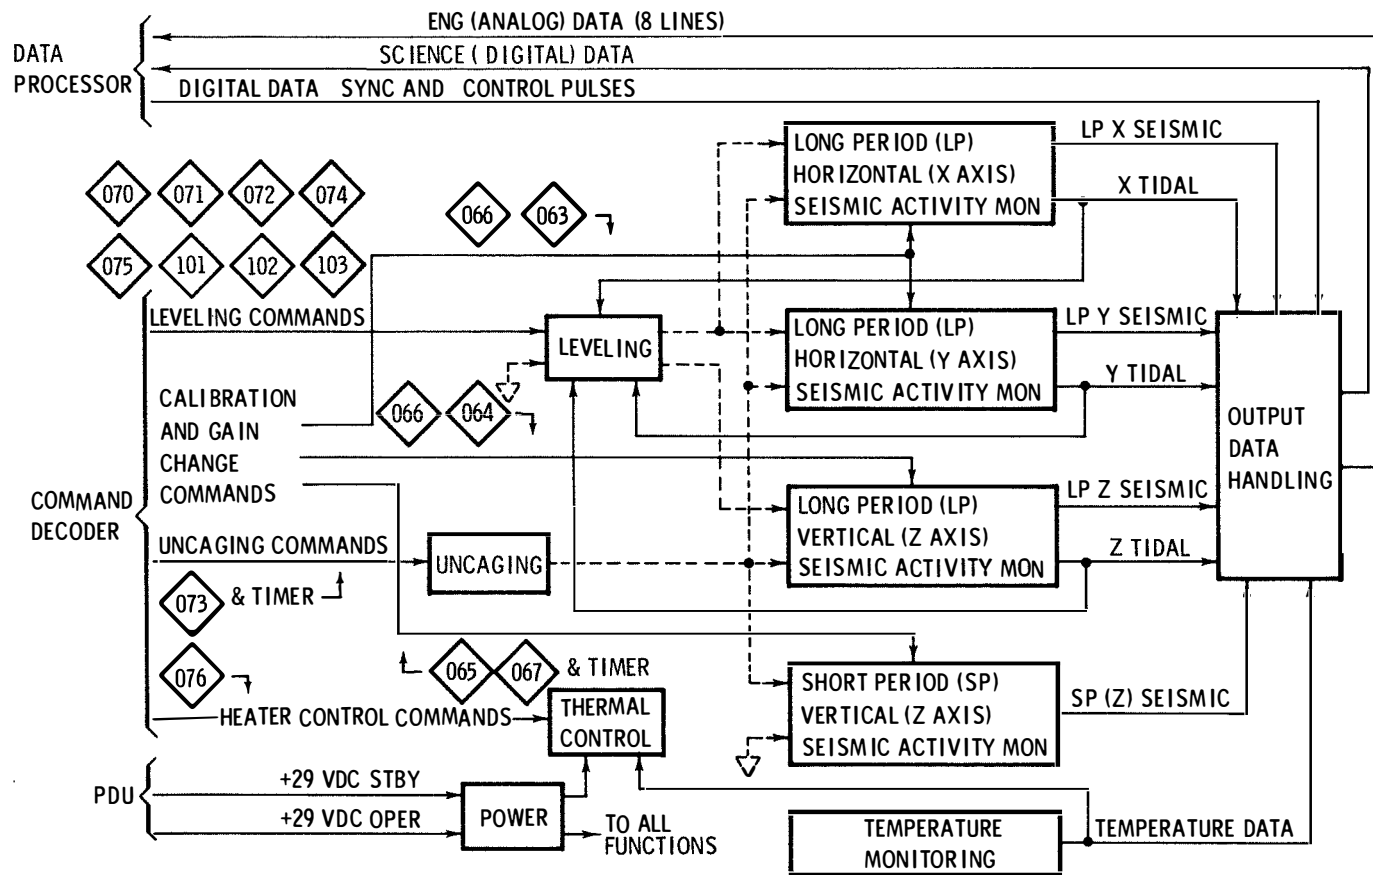 ENG (ANALOG) DATA (8 LINES)
SCIENCE (DIGITAL) DATA
DATA
PROCESSOR
DIGITAL DATA SYNC AND CONTROL PULSES
LONG PERIOD (LP)
HORIZONTAL (X AXIS)
SEISMIC ACTIVITY MON
LP X SEISMIC
X TIDAL
070 071 072 074
066 063
075 101 102 103
LEVELING COMMANDS
LEVELING
LONG PERIOD (LP)
HORIZONTAL (Y AXIS)
SEISMIC ACTIVITY MON
LP Y SEISMIC
Y TIDAL
CALIBRATION
AND GAIN
CHANGE
COMMANDS
066 064
OUTPUT
DATA
HANDLING
COMMAND
DECODER
LONG PERIOD (LP)
VERTICAL (Z AXIS)
SEISMIC ACTIVITY MON
LP Z SEISMIC
Z TIDAL
UNCAGING COMMANDS
UNCAGING
073 & TIMER
076
065 067 & TIMER
SHORT PERIOD (SP)
VERTICAL (Z AXIS)
SEISMIC ACTIVITY MON
SP (Z) SEISMIC
HEATER CONTROL COMMANDS
THERMAL
CONTROL
PDU
+29 VDC STBY
+29 VDC OPER
POWER
TO ALL
FUNCTIONS
TEMPERATURE
MONITORING
TEMPERATURE DATA